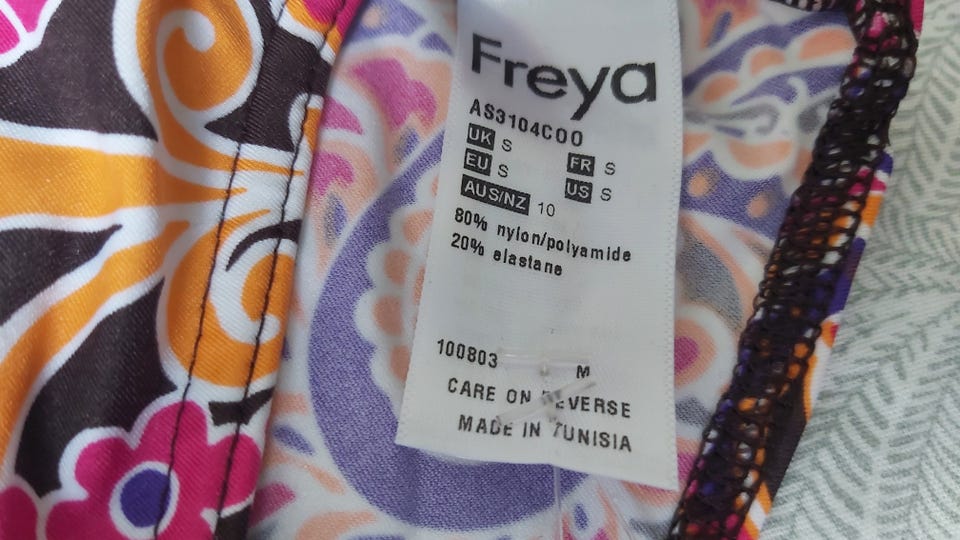 Freya
AS3104C00
UK S FR S
EU S US S
AUS/NZ 10
80% nylon/polyamide
20% elastane
100803 M
CARE ON REVERSE
MADE IN TUNISIA